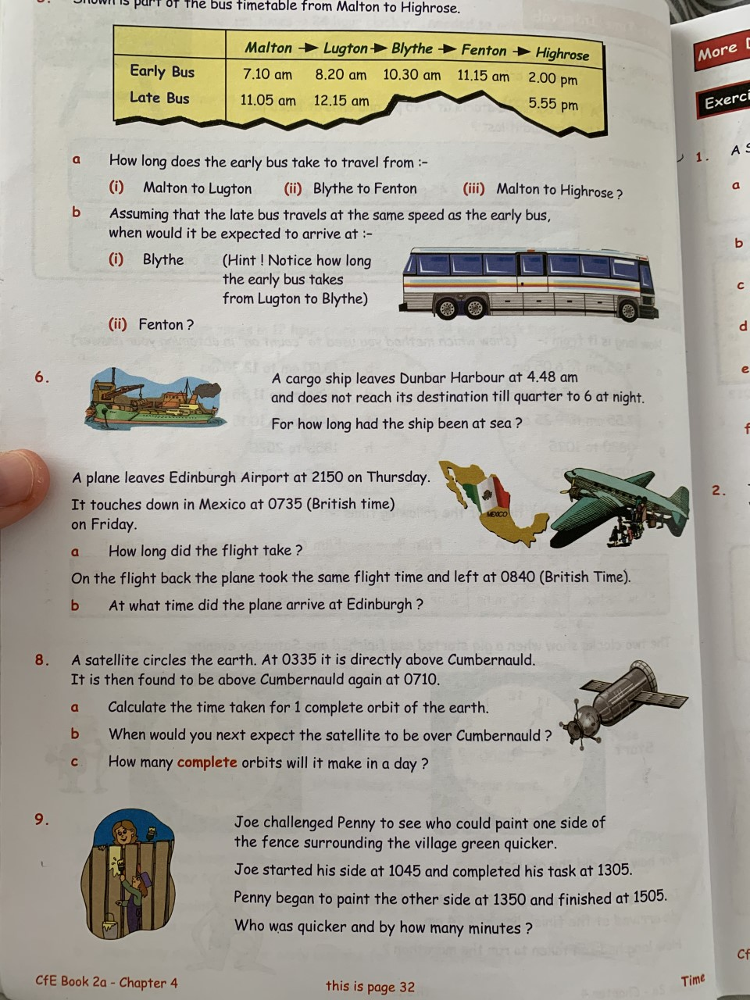 Shown is part of the bus timetable from Malton to Highrose.
Malton Lugton Blythe Fenton Highrose
Early Bus 7.10 am 8.20 am 10.30 am 11.15 am 2.00 pm
Late Bus 11.05 am 12.15 am 5.55 pm
a How long does the early bus take to travel from :-
(i) Malton to Lugton (ii) Blythe to Fenton (iii) Malton to Highrose ?
b Assuming that the late bus travels at the same speed as the early bus,
when would it be expected to arrive at :-
(i) Blythe (Hint ! Notice how long
the early bus takes
from Lugton to Blythe)
(ii) Fenton ?
6. A cargo ship leaves Dunbar Harbour at 4.48 am
and does not reach its destination till quarter to 6 at night.
For how long had the ship been at sea ?
A plane leaves Edinburgh Airport at 2150 on Thursday.
It touches down in Mexico at 0735 (British time)
on Friday.
MEXICO
a How long did the flight take ?
On the flight back the plane took the same flight time and left at 0840 (British Time).
b At what time did the plane arrive at Edinburgh ?
8. A satellite circles the earth. At 0335 it is directly above Cumbernauld.
It is then found to be above Cumbernauld again at 0710.
a Calculate the time taken for 1 complete orbit of the earth.
b When would you next expect the satellite to be over Cumbernauld ?
c How many complete orbits will it make in a day ?
9. Joe challenged Penny to see who could paint one side of
the fence surrounding the village green quicker.
Joe started his side at 1045 and completed his task at 1305.
Penny began to paint the other side at 1350 and finished at 1505.
Who was quicker and by how many minutes ?
CfE Book 2a - Chapter 4 this is page 32 Time
More
Exerci
1. A
a
b
c
d
e
f
2.
Cf